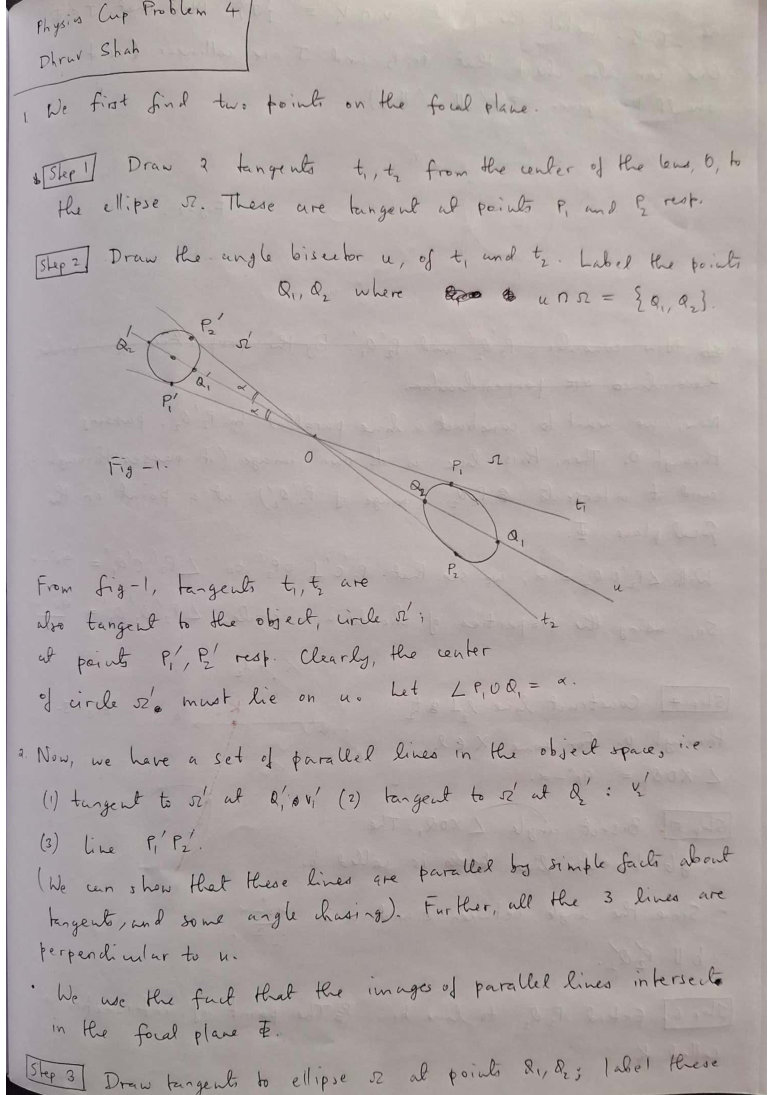 Physics Cup Problem 4
Dhruv Shah
1 We first find two points on the focal plane.
Step 1 Draw 2 tangents t₁, t₂ from the center of the lens, O, to
the ellipse Ω. These are tangent at points P₁ and P₂ resp.
Step 2 Draw the angle bisector u, of t₁ and t₂. Label the points
Q₁, Q₂ where u ∩ Ω = {Q₁, Q₂}.
P₂' Ω'
Q₂'
Q₁'
α
α
P₁'
O
Fig-1.
P₁ Ω
Q₂
t₁
Q₁
P₂
u
t₂
From fig-1, tangents t₁, t₂ are
also tangent to the object, circle Ω';
at points P₁', P₂' resp. Clearly, the center
of circle Ω' must lie on u. Let ∠P₁OQ₁ = α.
2. Now, we have a set of parallel lines in the object space, i.e
(1) tangent to Ω' at Q₁': v₁' (2) tangent to Ω' at Q₂' : v₂'
(3) line P₁'P₂'.
(We can show that these lines are parallel by simple facts about
tangents, and some angle chasing). Further, all the 3 lines are
perpendicular to u.
· We use the fact that the images of parallel lines intersect
in the focal plane Φ.
Step 3 Draw tangents to ellipse Ω at points Q₁, Q₂; label these